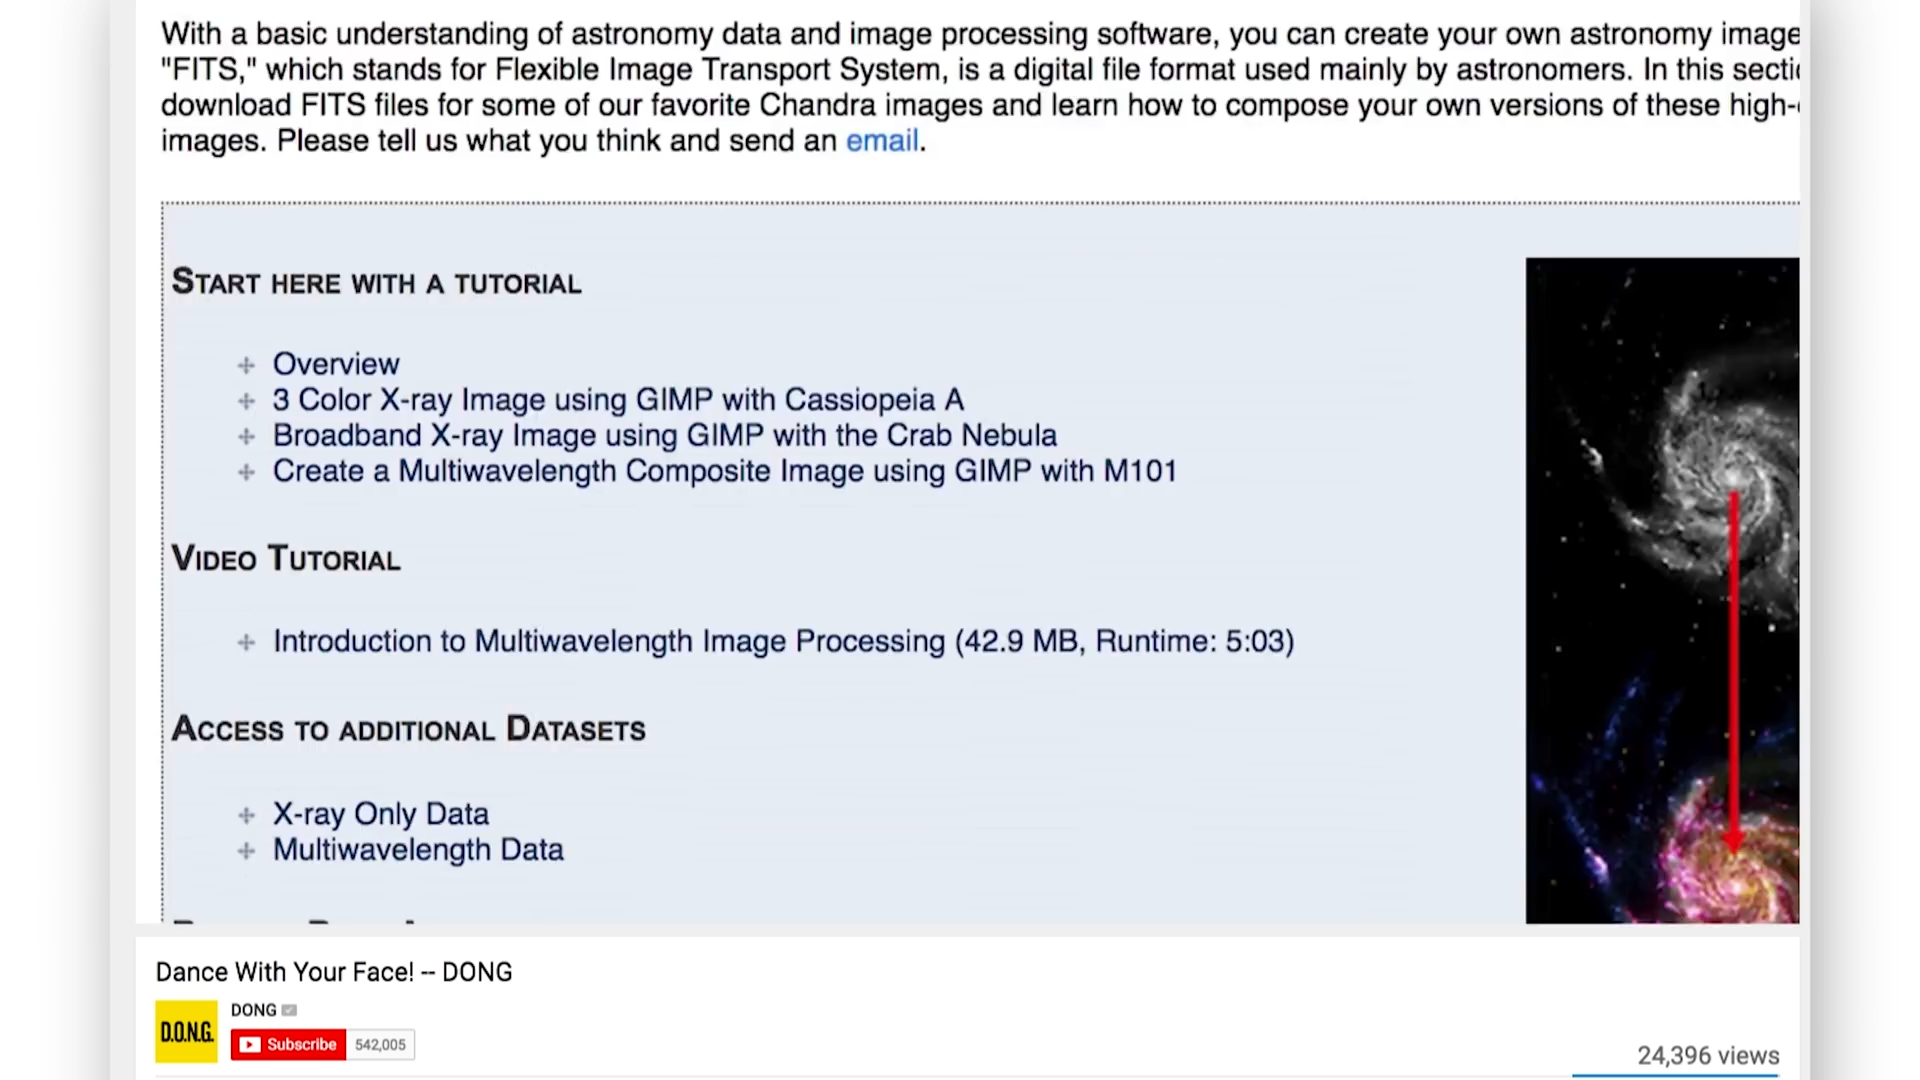 With a basic understanding of astronomy data and image processing software, you can create your own astronomy image
"FITS," which stands for Flexible Image Transport System, is a digital file format used mainly by astronomers. In this secti
download FITS files for some of our favorite Chandra images and learn how to compose your own versions of these high-
images. Please tell us what you think and send an email.
START HERE WITH A TUTORIAL
Overview
3 Color X-ray Image using GIMP with Cassiopeia A
Broadband X-ray Image using GIMP with the Crab Nebula
Create a Multiwavelength Composite Image using GIMP with M101
VIDEO TUTORIAL
Introduction to Multiwavelength Image Processing (42.9 MB, Runtime: 5:03)
ACCESS TO ADDITIONAL DATASETS
X-ray Only Data
Multiwavelength Data
Dance With Your Face! -- DONG
D.O.N.G.
DONG
Subscribe 542,005
24,396 views